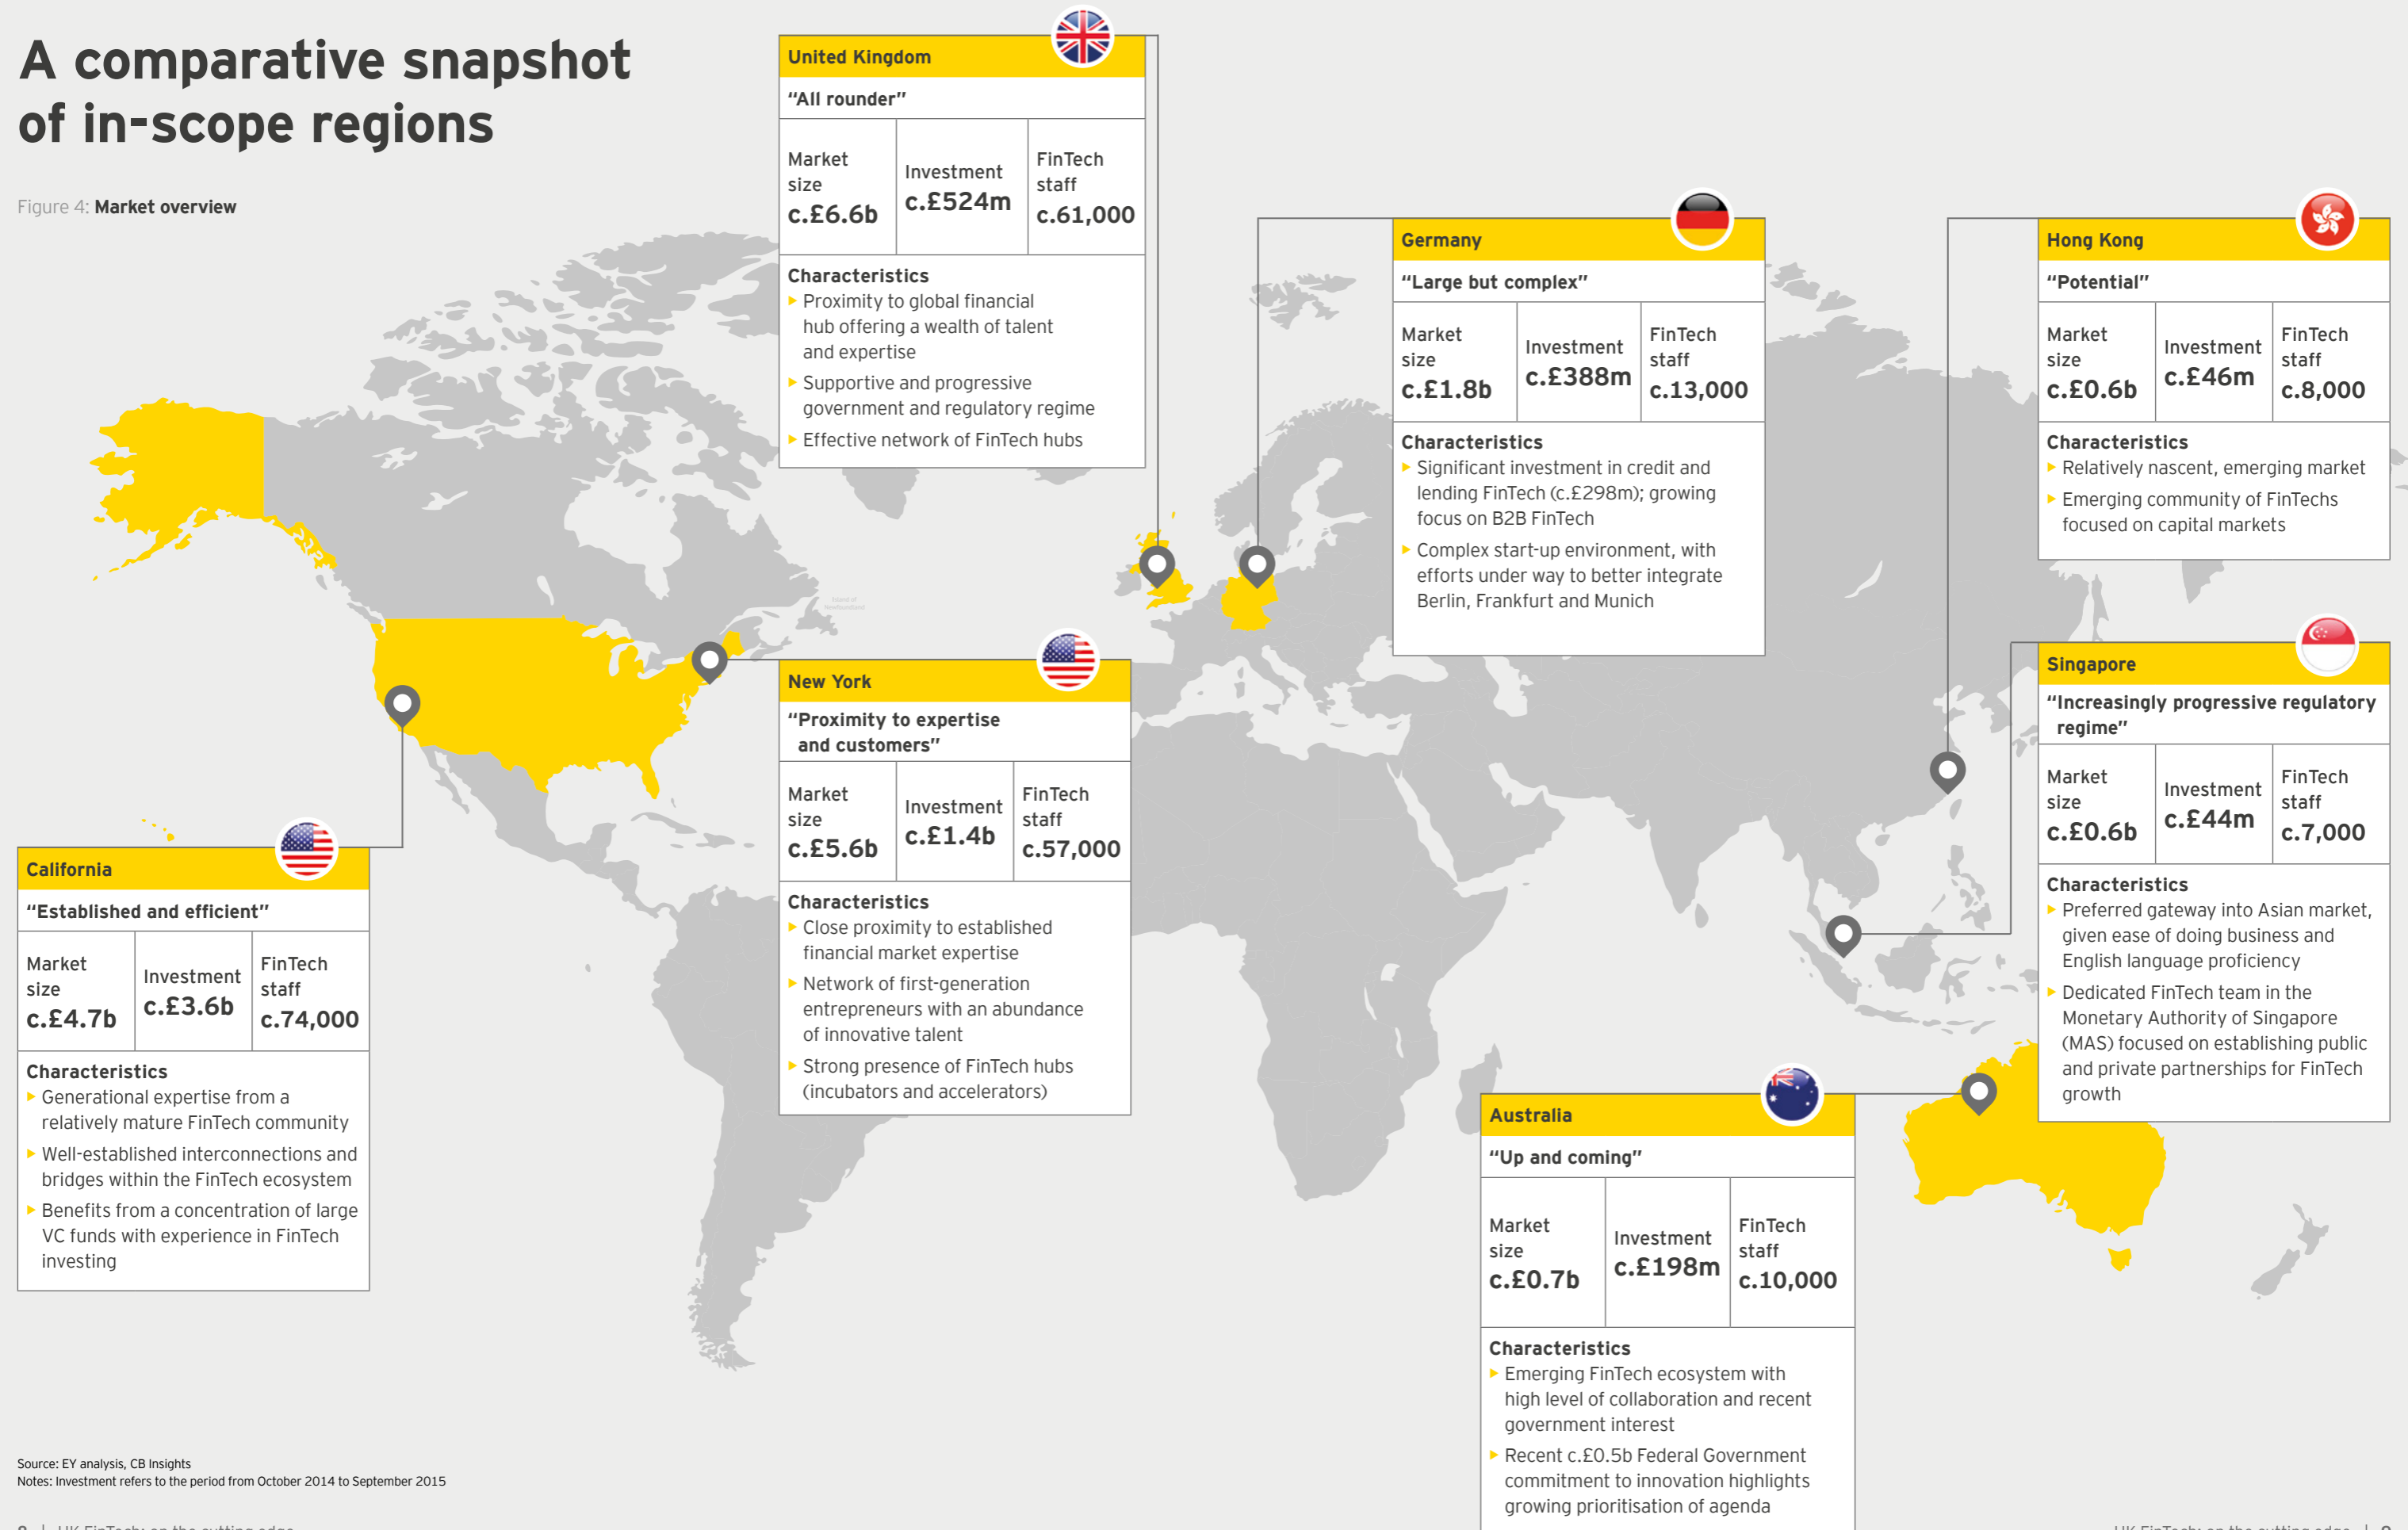 A comparative snapshot
of in-scope regions
Figure 4: Market overview
United Kingdom
“All rounder”
Market
size
c.£6.6b
Investment
c.£524m
FinTech
staff
c.61,000
Characteristics
Proximity to global financial
hub offering a wealth of talent
and expertise
Supportive and progressive
government and regulatory regime
Effective network of FinTech hubs
Germany
“Large but complex”
Market
size
c.£1.8b
Investment
c.£388m
FinTech
staff
c.13,000
Characteristics
Significant investment in credit and
lending FinTech (c.£298m); growing
focus on B2B FinTech
Complex start-up environment, with
efforts under way to better integrate
Berlin, Frankfurt and Munich
Hong Kong
“Potential”
Market
size
c.£0.6b
Investment
c.£46m
FinTech
staff
c.8,000
Characteristics
Relatively nascent, emerging market
Emerging community of FinTechs
focused on capital markets
Island of
Newfoundland
New York
“Proximity to expertise
and customers”
Market
size
c.£5.6b
Investment
c.£1.4b
FinTech
staff
c.57,000
Characteristics
Close proximity to established
financial market expertise
Network of first-generation
entrepreneurs with an abundance
of innovative talent
Strong presence of FinTech hubs
(incubators and accelerators)
Singapore
“Increasingly progressive regulatory
regime”
Market
size
c.£0.6b
Investment
c.£44m
FinTech
staff
c.7,000
Characteristics
Preferred gateway into Asian market,
given ease of doing business and
English language proficiency
Dedicated FinTech team in the
Monetary Authority of Singapore
(MAS) focused on establishing public
and private partnerships for FinTech
growth
California
“Established and efficient”
Market
size
c.£4.7b
Investment
c.£3.6b
FinTech
staff
c.74,000
Characteristics
Generational expertise from a
relatively mature FinTech community
Well-established interconnections and
bridges within the FinTech ecosystem
Benefits from a concentration of large
VC funds with experience in FinTech
investing
Australia
“Up and coming”
Market
size
c.£0.7b
Investment
c.£198m
FinTech
staff
c.10,000
Characteristics
Emerging FinTech ecosystem with
high level of collaboration and recent
government interest
Recent c.£0.5b Federal Government
commitment to innovation highlights
growing prioritisation of agenda
Source: EY analysis, CB Insights
Notes: Investment refers to the period from October 2014 to September 2015
| UK FinTech: on the cutting edge
UK FinTech: on the cutting edge |